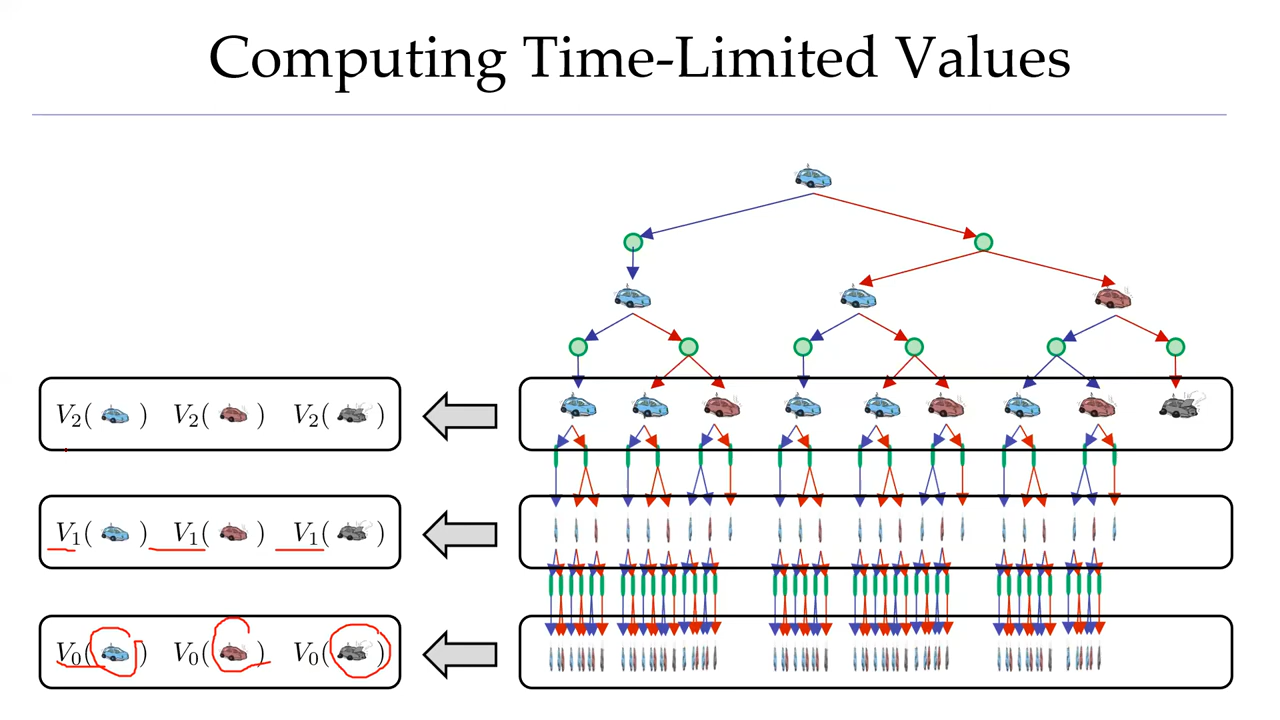 Computing Time-Limited Values
V2( ) V2( ) V2( )
V1( ) V1( ) V1( )
V0( ) V0( ) V0( )